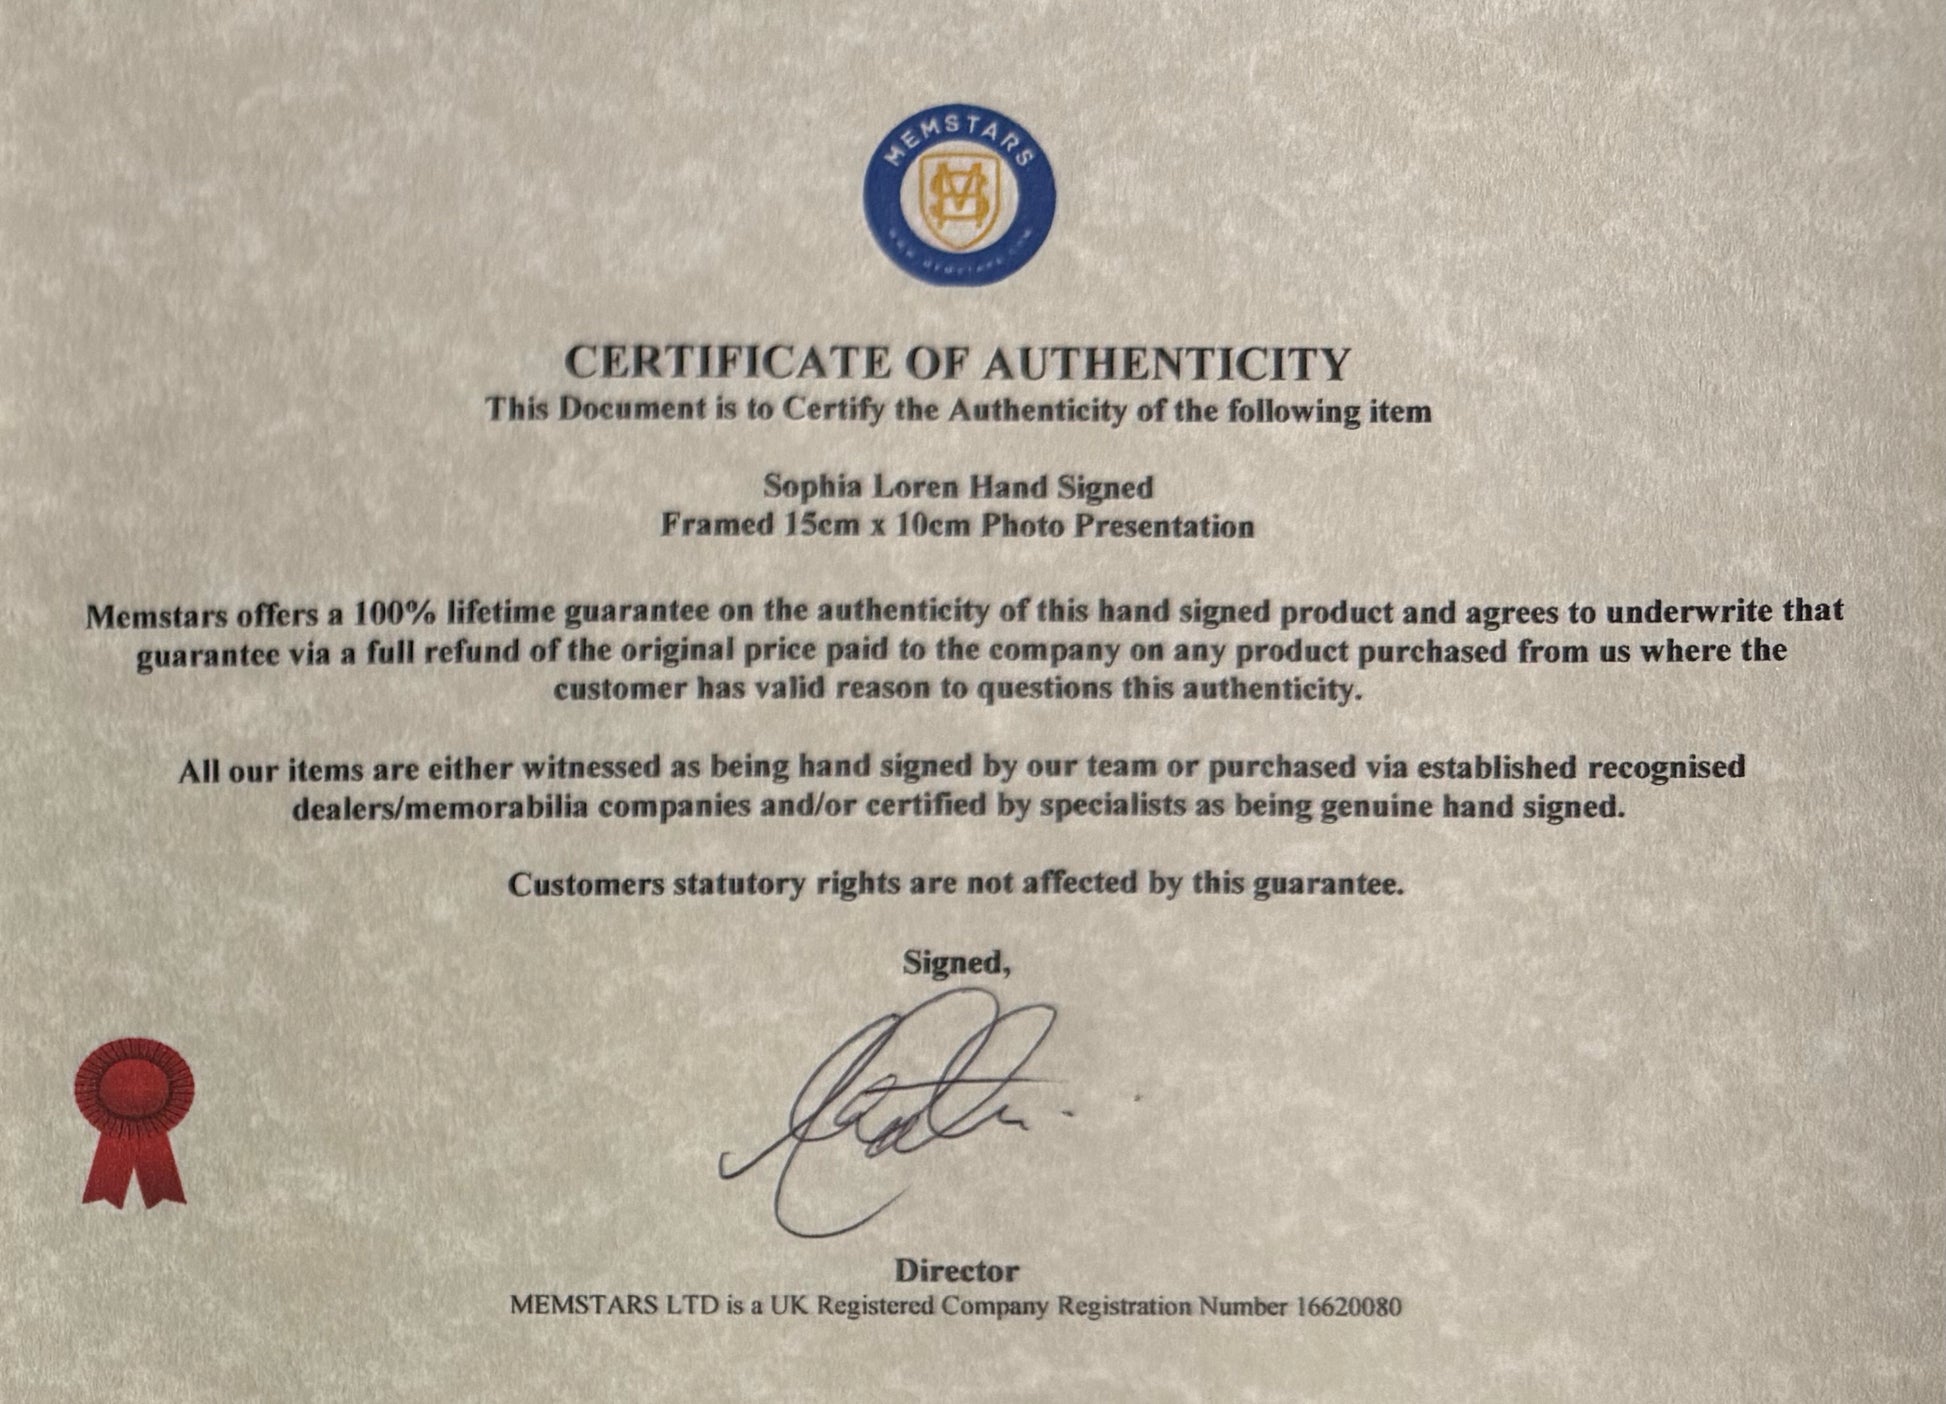 MEMSTARS
CERTIFICATE OF AUTHENTICITY
This Document is to Certify the Authenticity of the following item
Sophia Loren Hand Signed
Framed 15cm x 10cm Photo Presentation
Memstars offers a 100% lifetime guarantee on the authenticity of this hand signed product and agrees to underwrite that
guarantee via a full refund of the original price paid to the company on any product purchased from us where the
customer has valid reason to questions this authenticity.
All our items are either witnessed as being hand signed by our team or purchased via established recognised
dealers/memorabilia companies and/or certified by specialists as being genuine hand signed.
Customers statutory rights are not affected by this guarantee.
Signed,
Director
MEMSTARS LTD is a UK Registered Company Registration Number 16620080